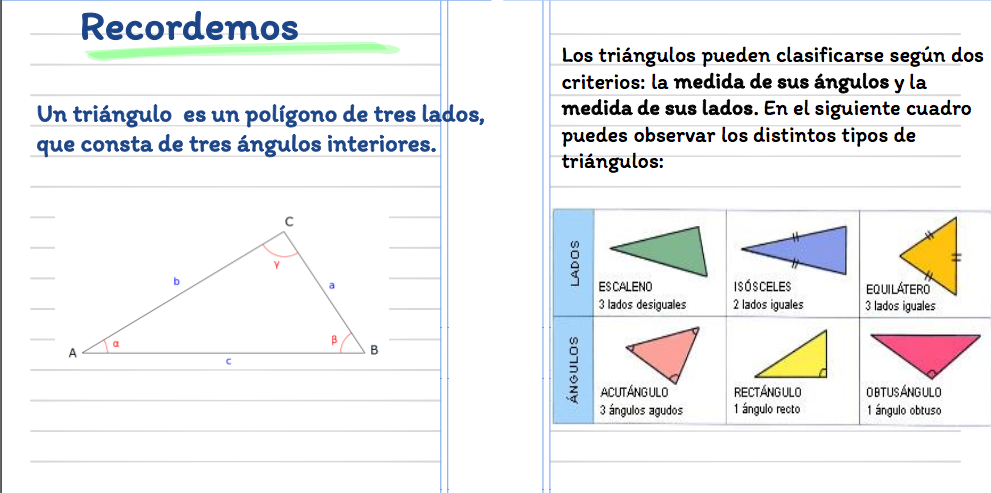 Recordemos
Un triángulo es un polígono de tres lados,
que consta de tres ángulos interiores.
C
γ
b
a
A
α
β
B
c
Los triángulos pueden clasificarse según dos
criterios: la medida de sus ángulos y la
medida de sus lados. En el siguiente cuadro
puedes observar los distintos tipos de
triángulos:
LADOS
ESCALENO
3 lados desiguales
ISÓSCELES
2 lados iguales
EQUILÁTERO
3 lados iguales
ÁNGULOS
ACUTÁNGULO
3 ángulos agudos
RECTÁNGULO
1 ángulo recto
OBTUSÁNGULO
1 ángulo obtuso